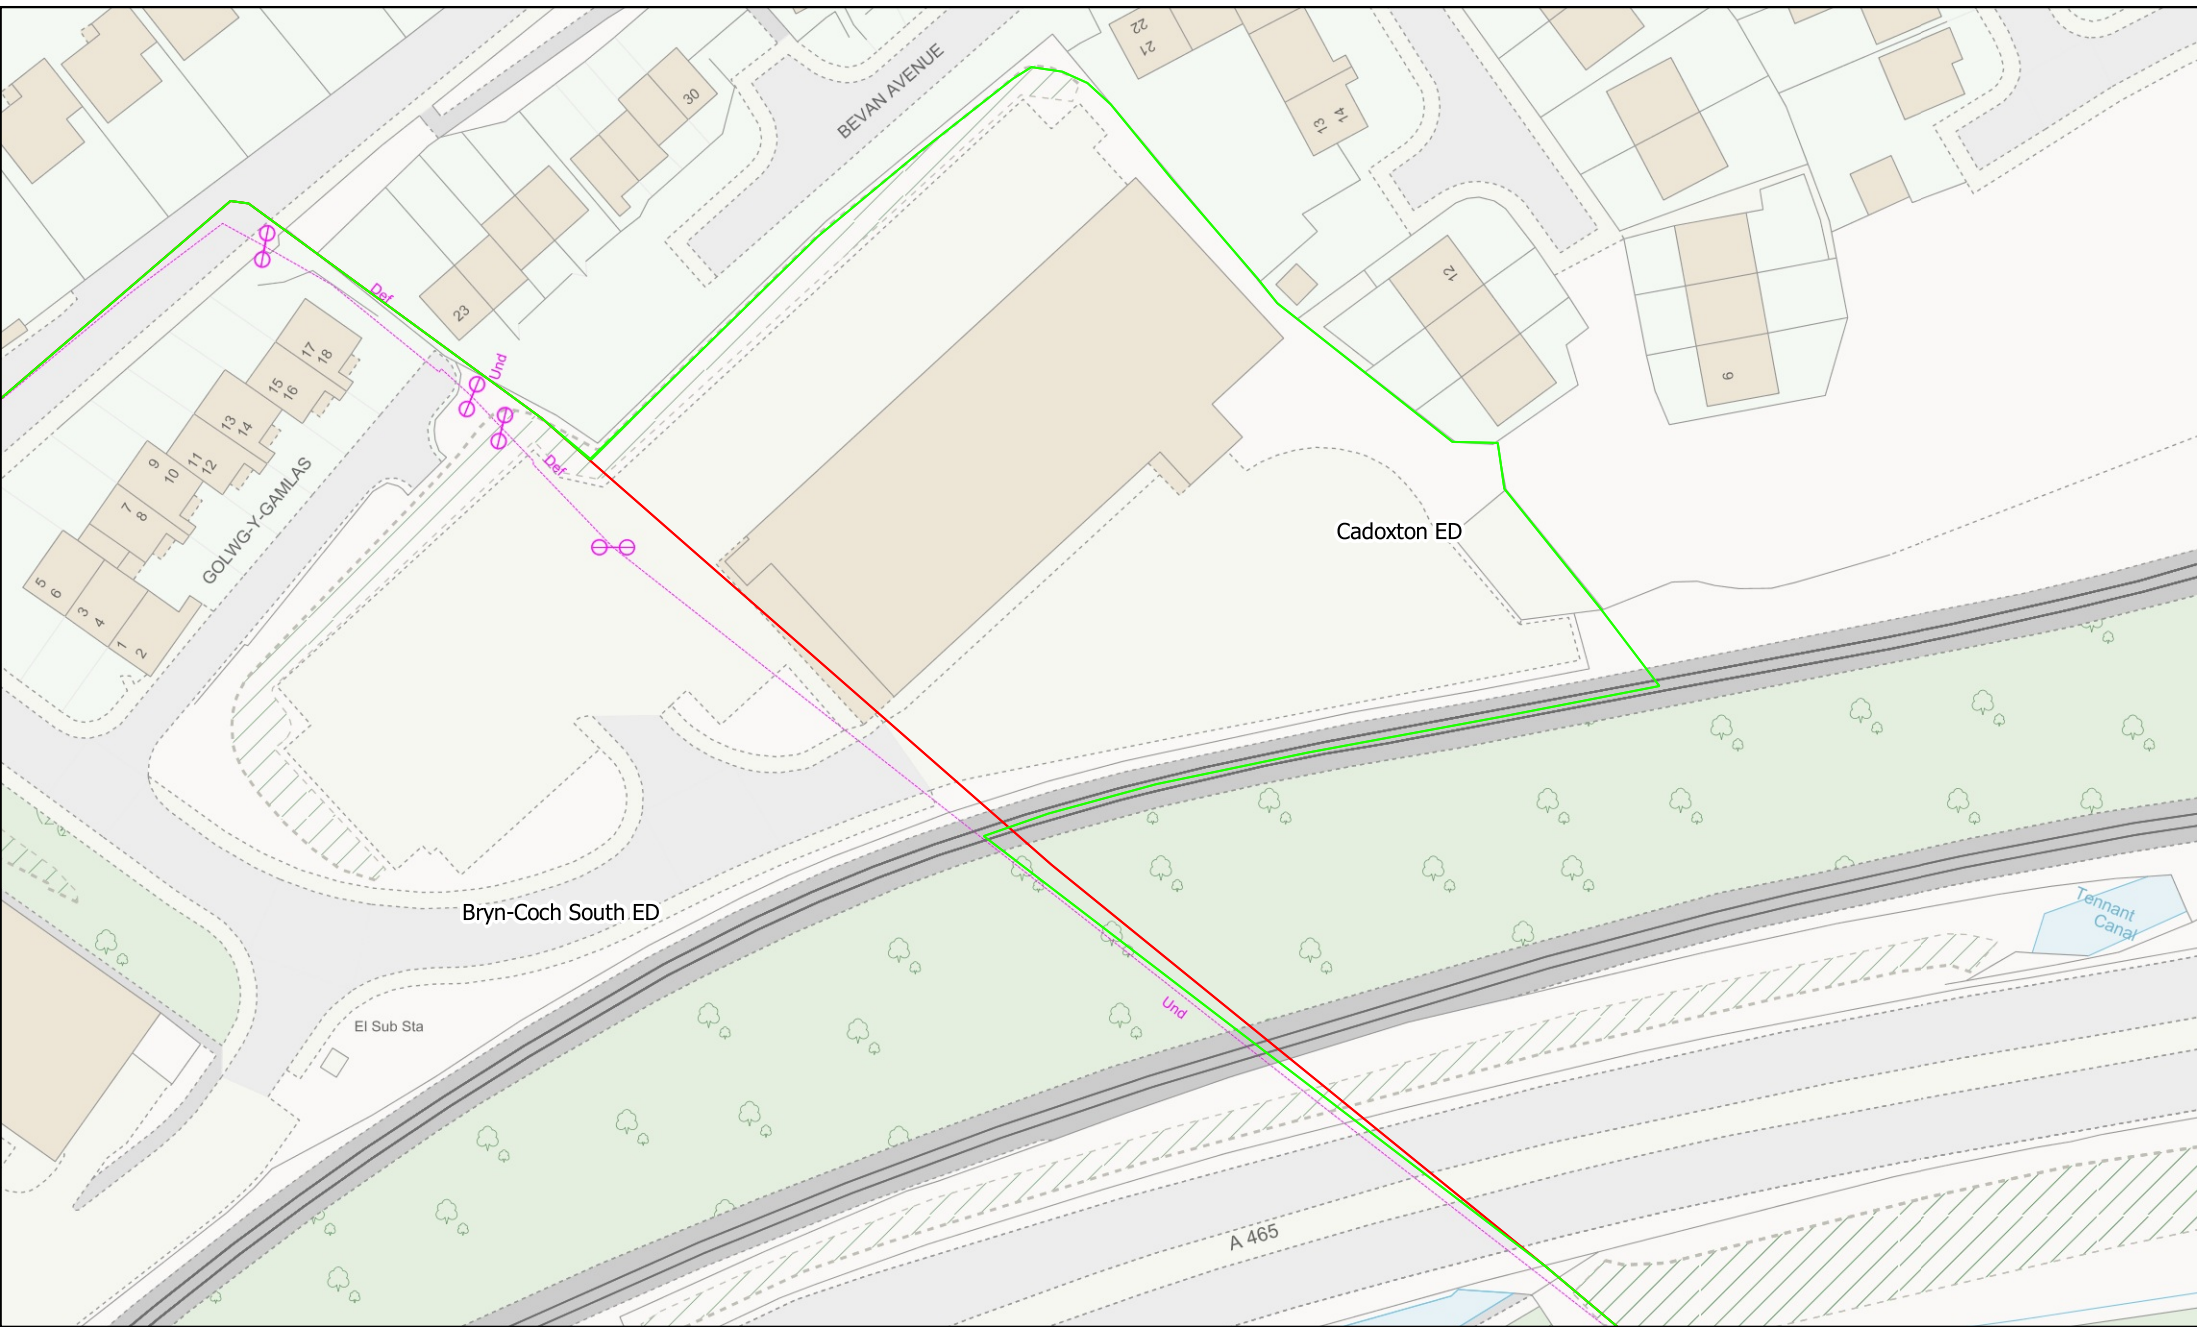 22
21
30
BEVAN AVENUE
13
14
12
23
9
Def
Und
Def
17
18
15
16
13
14
11
12
9
10
7
8
5
6
3
4
1
2
GOLWG-Y-GAMLAS
Cadoxton ED
Bryn-Coch South ED
El Sub Sta
Und
Tennant
Canal
A 465